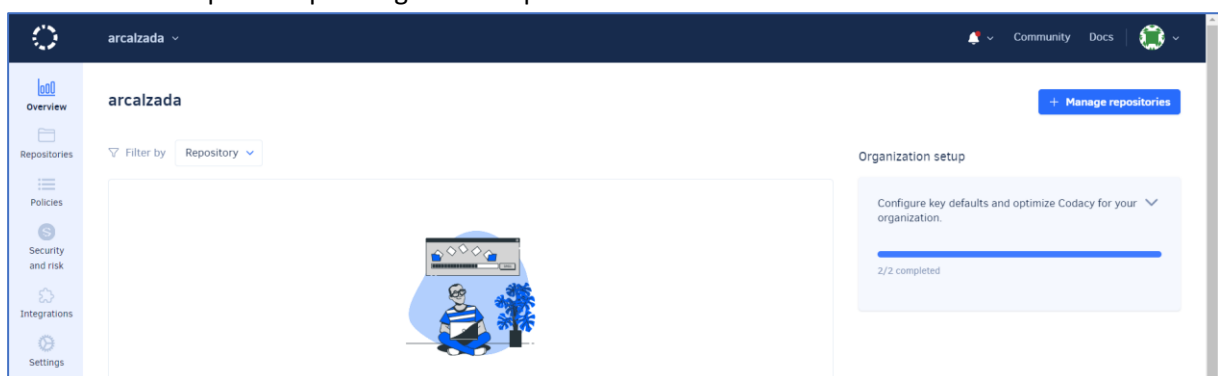 arcalzada
Community Docs
Overview
arcalzada
+ Manage repositories
Repositories
Filter by Repository
Organization setup
Policies
Configure key defaults and optimize Codacy for your
organization.
Security
and risk
2/2 completed
Integrations
Settings